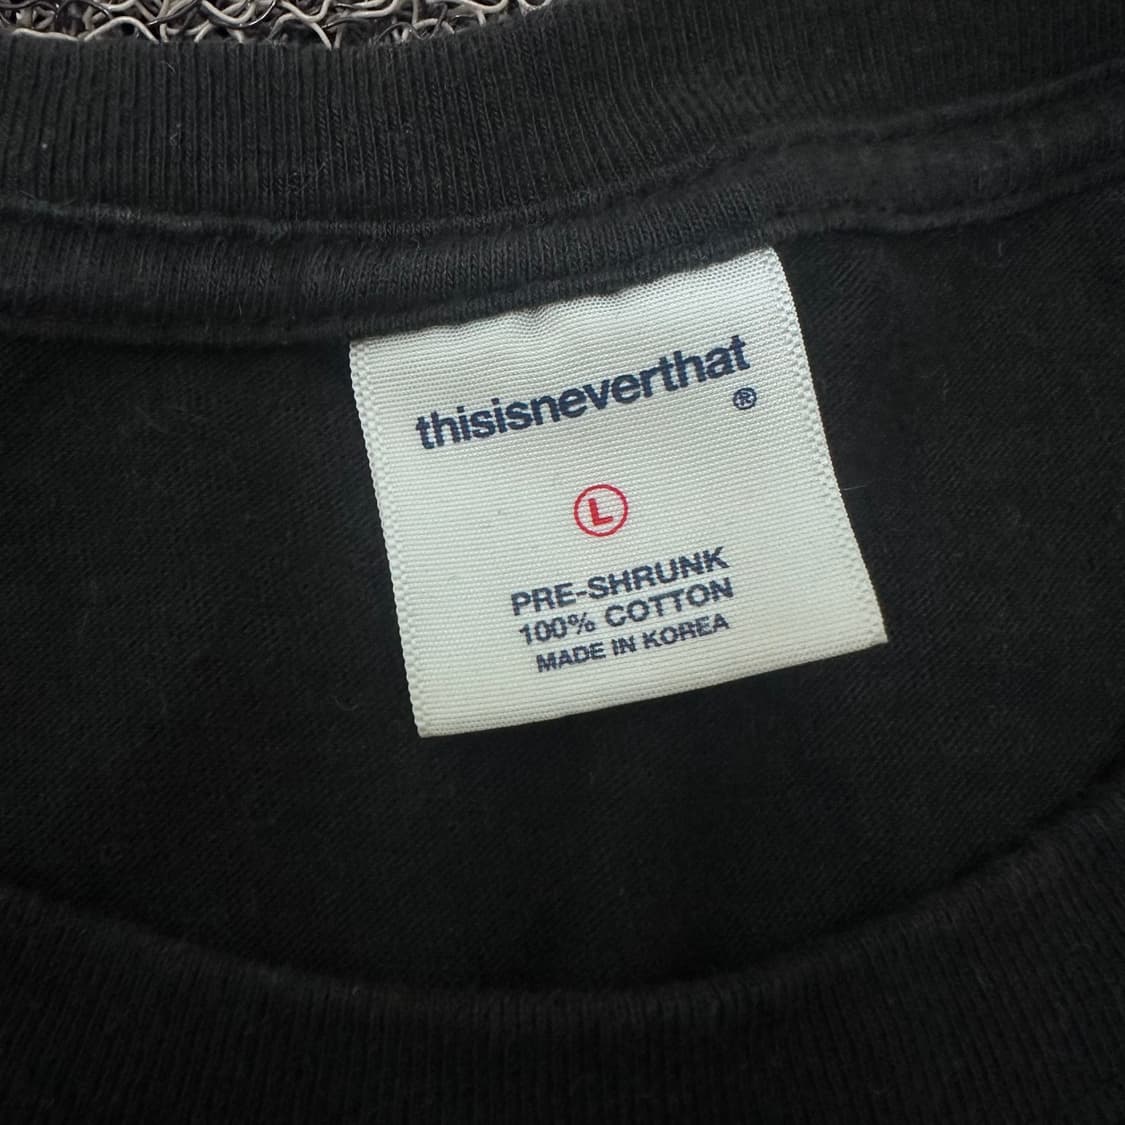 thisisneverthat
®
L
PRE-SHRUNK
100% COTTON
MADE IN KOREA